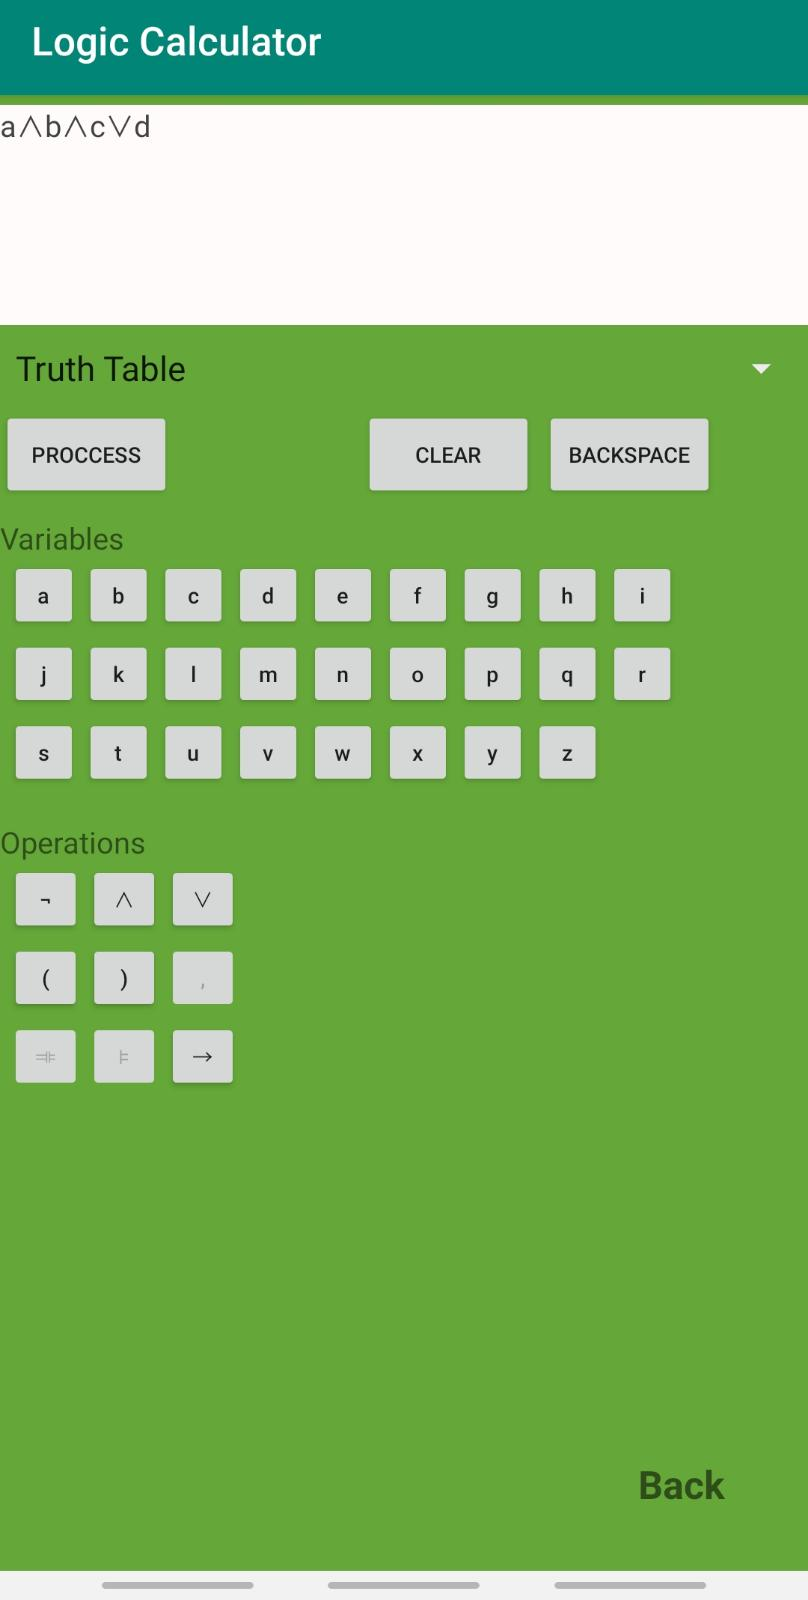 Logic Calculator
a∧b∧c∨d
Truth Table
PROCCESS CLEAR BACKSPACE
Variables
a b c d e f g h i
j k l m n o p q r
s t u v w x y z
Operations
¬ ∧ ∨
( ) ,
⫤⊨ ⊨ →
Back